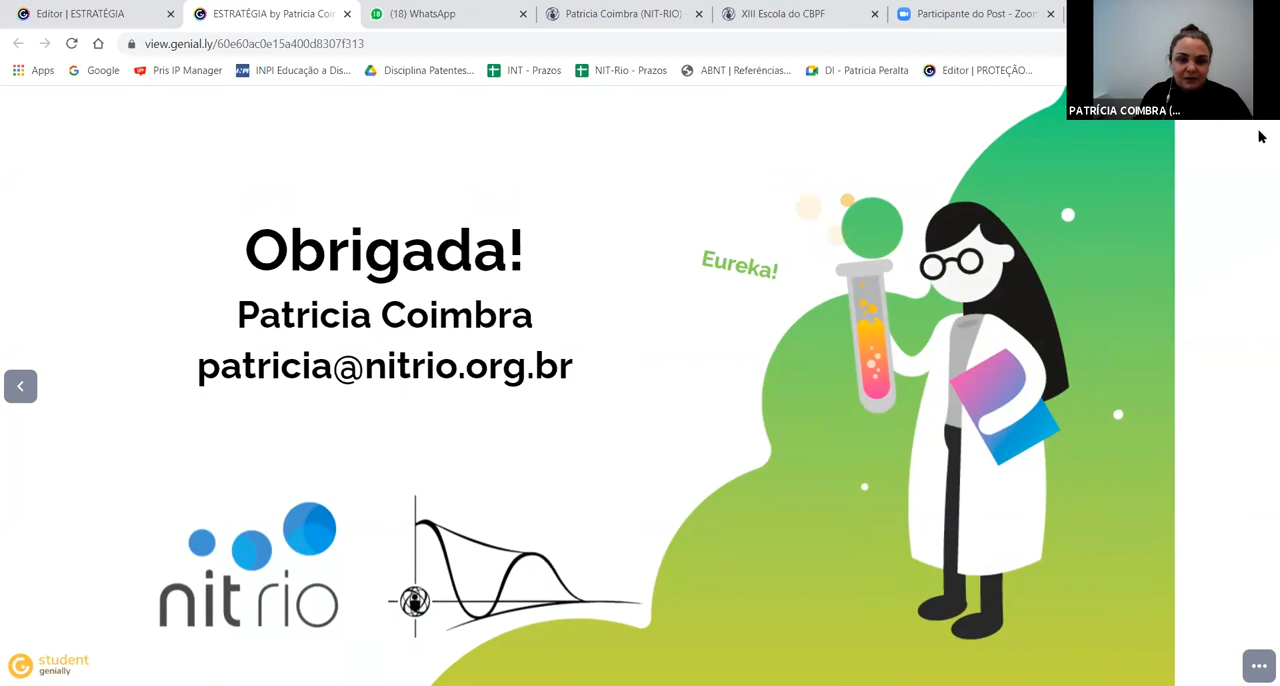 Editor | ESTRATÉGIA
ESTRATÉGIA by Patricia Coi
(18) WhatsApp
Patricia Coimbra (NIT-RIO) -
XIII Escola do CBPF
Participante do Post - Zoom
view.genial.ly/60e60ac0e15a400d8307f313
Apps
Google
Pris IP Manager
INPI Educação a Dis...
Disciplina Patentes...
INT - Prazos
NIT-Rio - Prazos
ABNT | Referências...
DI - Patricia Peralta
Editor | PROTEÇÃO...
PATRÍCIA COIMBRA (...
Obrigada!
Patricia Coimbra
patricia@nitrio.org.br
Eureka!
nit rio
student
genially